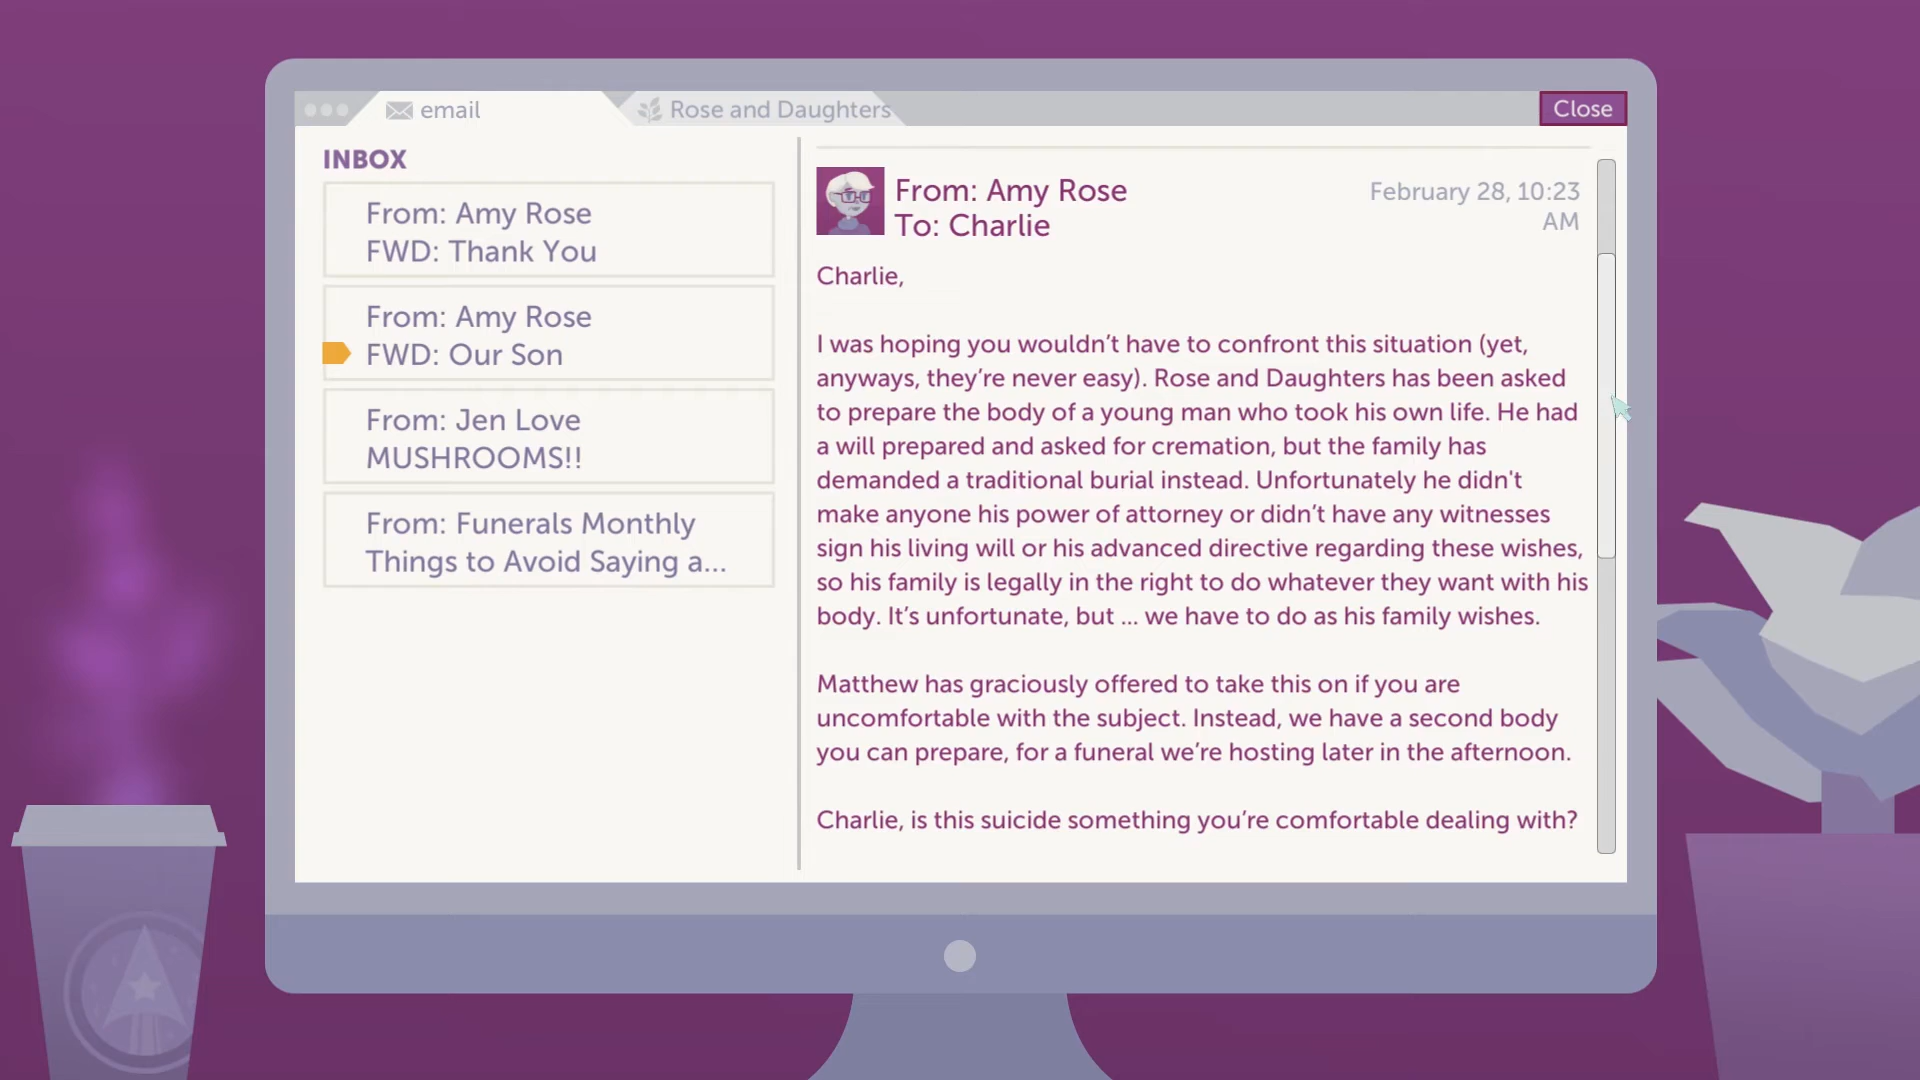 email
Rose and Daughters
Close
INBOX
From: Amy Rose
FWD: Thank You
From: Amy Rose
FWD: Our Son
From: Jen Love
MUSHROOMS!!
From: Funerals Monthly
Things to Avoid Saying a...
From: Amy Rose
To: Charlie
February 28, 10:23
AM
Charlie,
I was hoping you wouldn’t have to confront this situation (yet,
anyways, they’re never easy). Rose and Daughters has been asked
to prepare the body of a young man who took his own life. He had
a will prepared and asked for cremation, but the family has
demanded a traditional burial instead. Unfortunately he didn't
make anyone his power of attorney or didn’t have any witnesses
sign his living will or his advanced directive regarding these wishes,
so his family is legally in the right to do whatever they want with his
body. It’s unfortunate, but ... we have to do as his family wishes.
Matthew has graciously offered to take this on if you are
uncomfortable with the subject. Instead, we have a second body
you can prepare, for a funeral we’re hosting later in the afternoon.
Charlie, is this suicide something you’re comfortable dealing with?